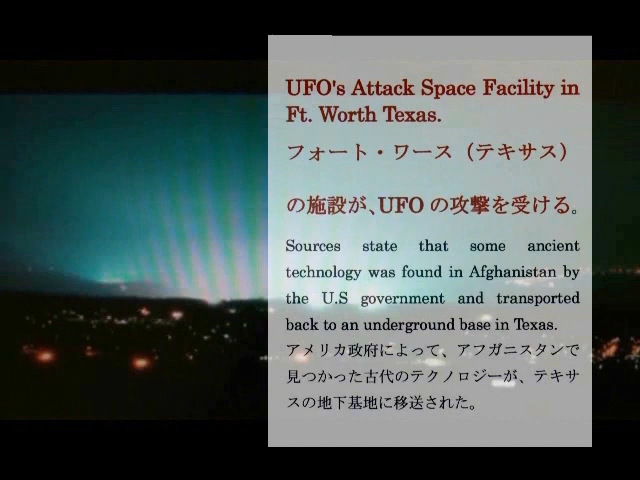 UFO's Attack Space Facility in
Ft. Worth Texas.
フォート・ワース（テキサス）
の施設が、UFO の攻撃を受ける。
Sources state that some ancient
technology was found in Afghanistan by
the U.S government and transported
back to an underground base in Texas.
アメリカ政府によって、アフガニスタンで
見つかった古代のテクノロジーが、テキサ
スの地下基地に移送された。